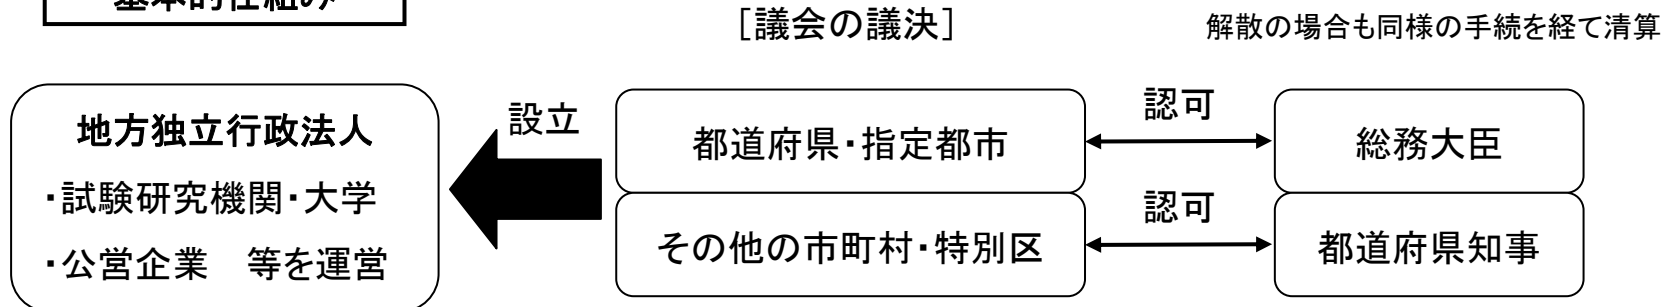 基本的仕組み
［議会の議決］
解散の場合も同様の手続を経て清算
地方独立行政法人
・試験研究機関・大学
・公営企業　等を運営
設立
都道府県・指定都市
認可
総務大臣
その他の市町村・特別区
認可
都道府県知事